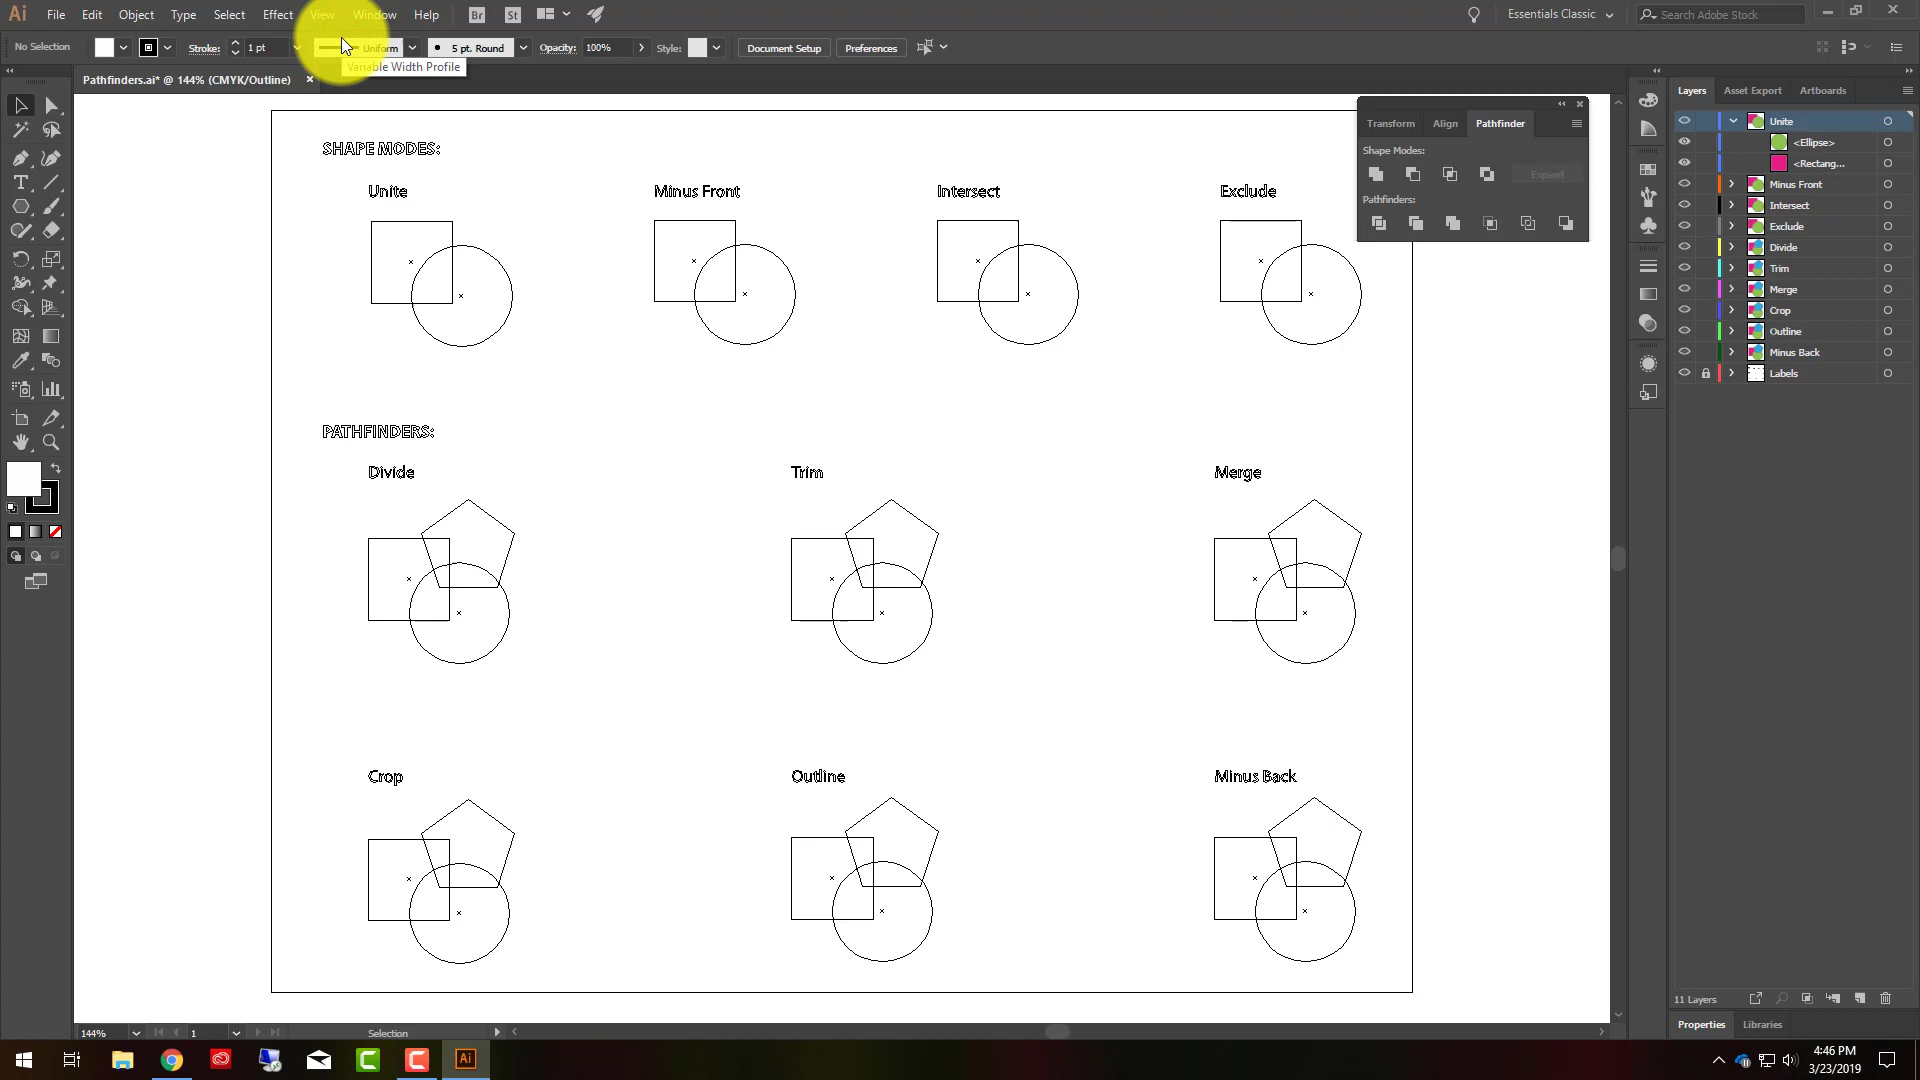 Ai File Edit Object Type Select Effect View Window Help Br St Essentials Classic Search Adobe Stock
No Selection Stroke: 1 pt Uniform 5 pt. Round Opacity: 100% Style: Document Setup Preferences
Variable Width Profile
Pathfinders.ai* @ 144% (CMYK/Outline)
SHAPE MODES:
Unite Minus Front Intersect Exclude
PATHFINDERS:
Divide Trim Merge
Crop Outline Minus Back
Transform Align Pathfinder
Shape Modes:
Expand
Pathfinders:
Layers Asset Export Artboards
Unite
<Ellipse>
<Rectang...
Minus Front
Intersect
Exclude
Divide
Trim
Merge
Crop
Outline
Minus Back
Labels
11 Layers
Properties Libraries
144% 1 Selection
Ai
4:46 PM
3/23/2019